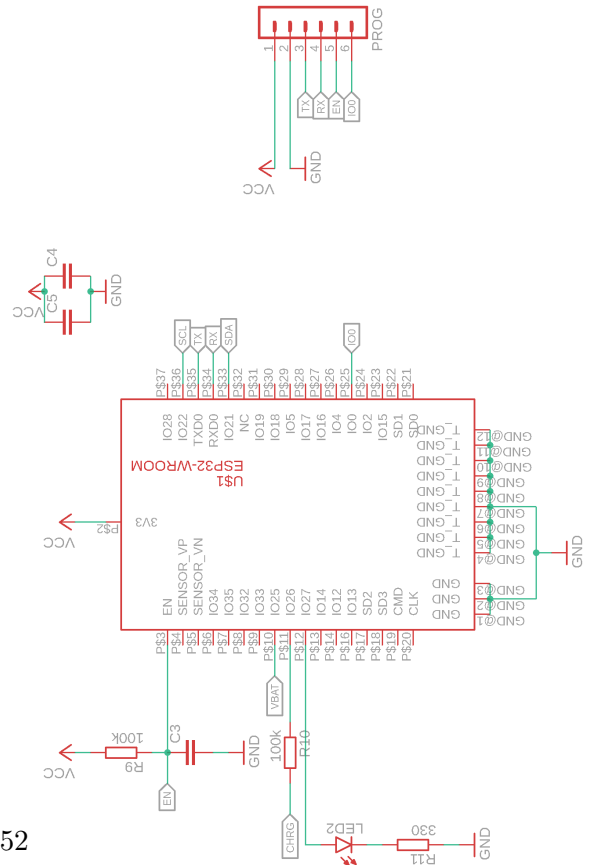 PROG
1
2
3
4
5
6
TX
RX
EN
IO0
VCC
GND
C4
C5
VCC
GND
SCL
TX
RX
SDA
IO0
P$37
P$36
P$35
P$34
P$33
P$32
P$31
P$30
P$29
P$28
P$27
P$26
P$25
P$24
P$23
P$22
P$21
IO28
IO22
TXD0
RXD0
IO21
NC
IO19
IO18
IO5
IO17
IO16
IO4
IO0
IO2
IO15
SD1
SD0
ESP32-WROOM
U$1
3V3
P$2
VCC
T_GND
T_GND
T_GND
T_GND
T_GND
T_GND
T_GND
T_GND
T_GND
GND
GND
GND
GND@12
GND@11
GND@10
GND@9
GND@8
GND@7
GND@6
GND@5
GND@4
GND@3
GND@2
GND@1
GND
EN
SENSOR_VP
SENSOR_VN
IO34
IO35
IO32
IO33
IO25
IO26
IO27
IO14
IO12
IO13
SD2
SD3
CMD
CLK
P$3
P$4
P$5
P$6
P$7
P$8
P$9
P$10
P$11
P$12
P$13
P$14
P$16
P$17
P$18
P$19
P$20
VBAT
100k
R9
VCC
C3
GND
EN
100k
R10
CHRG
LED2
330
R11
GND
52